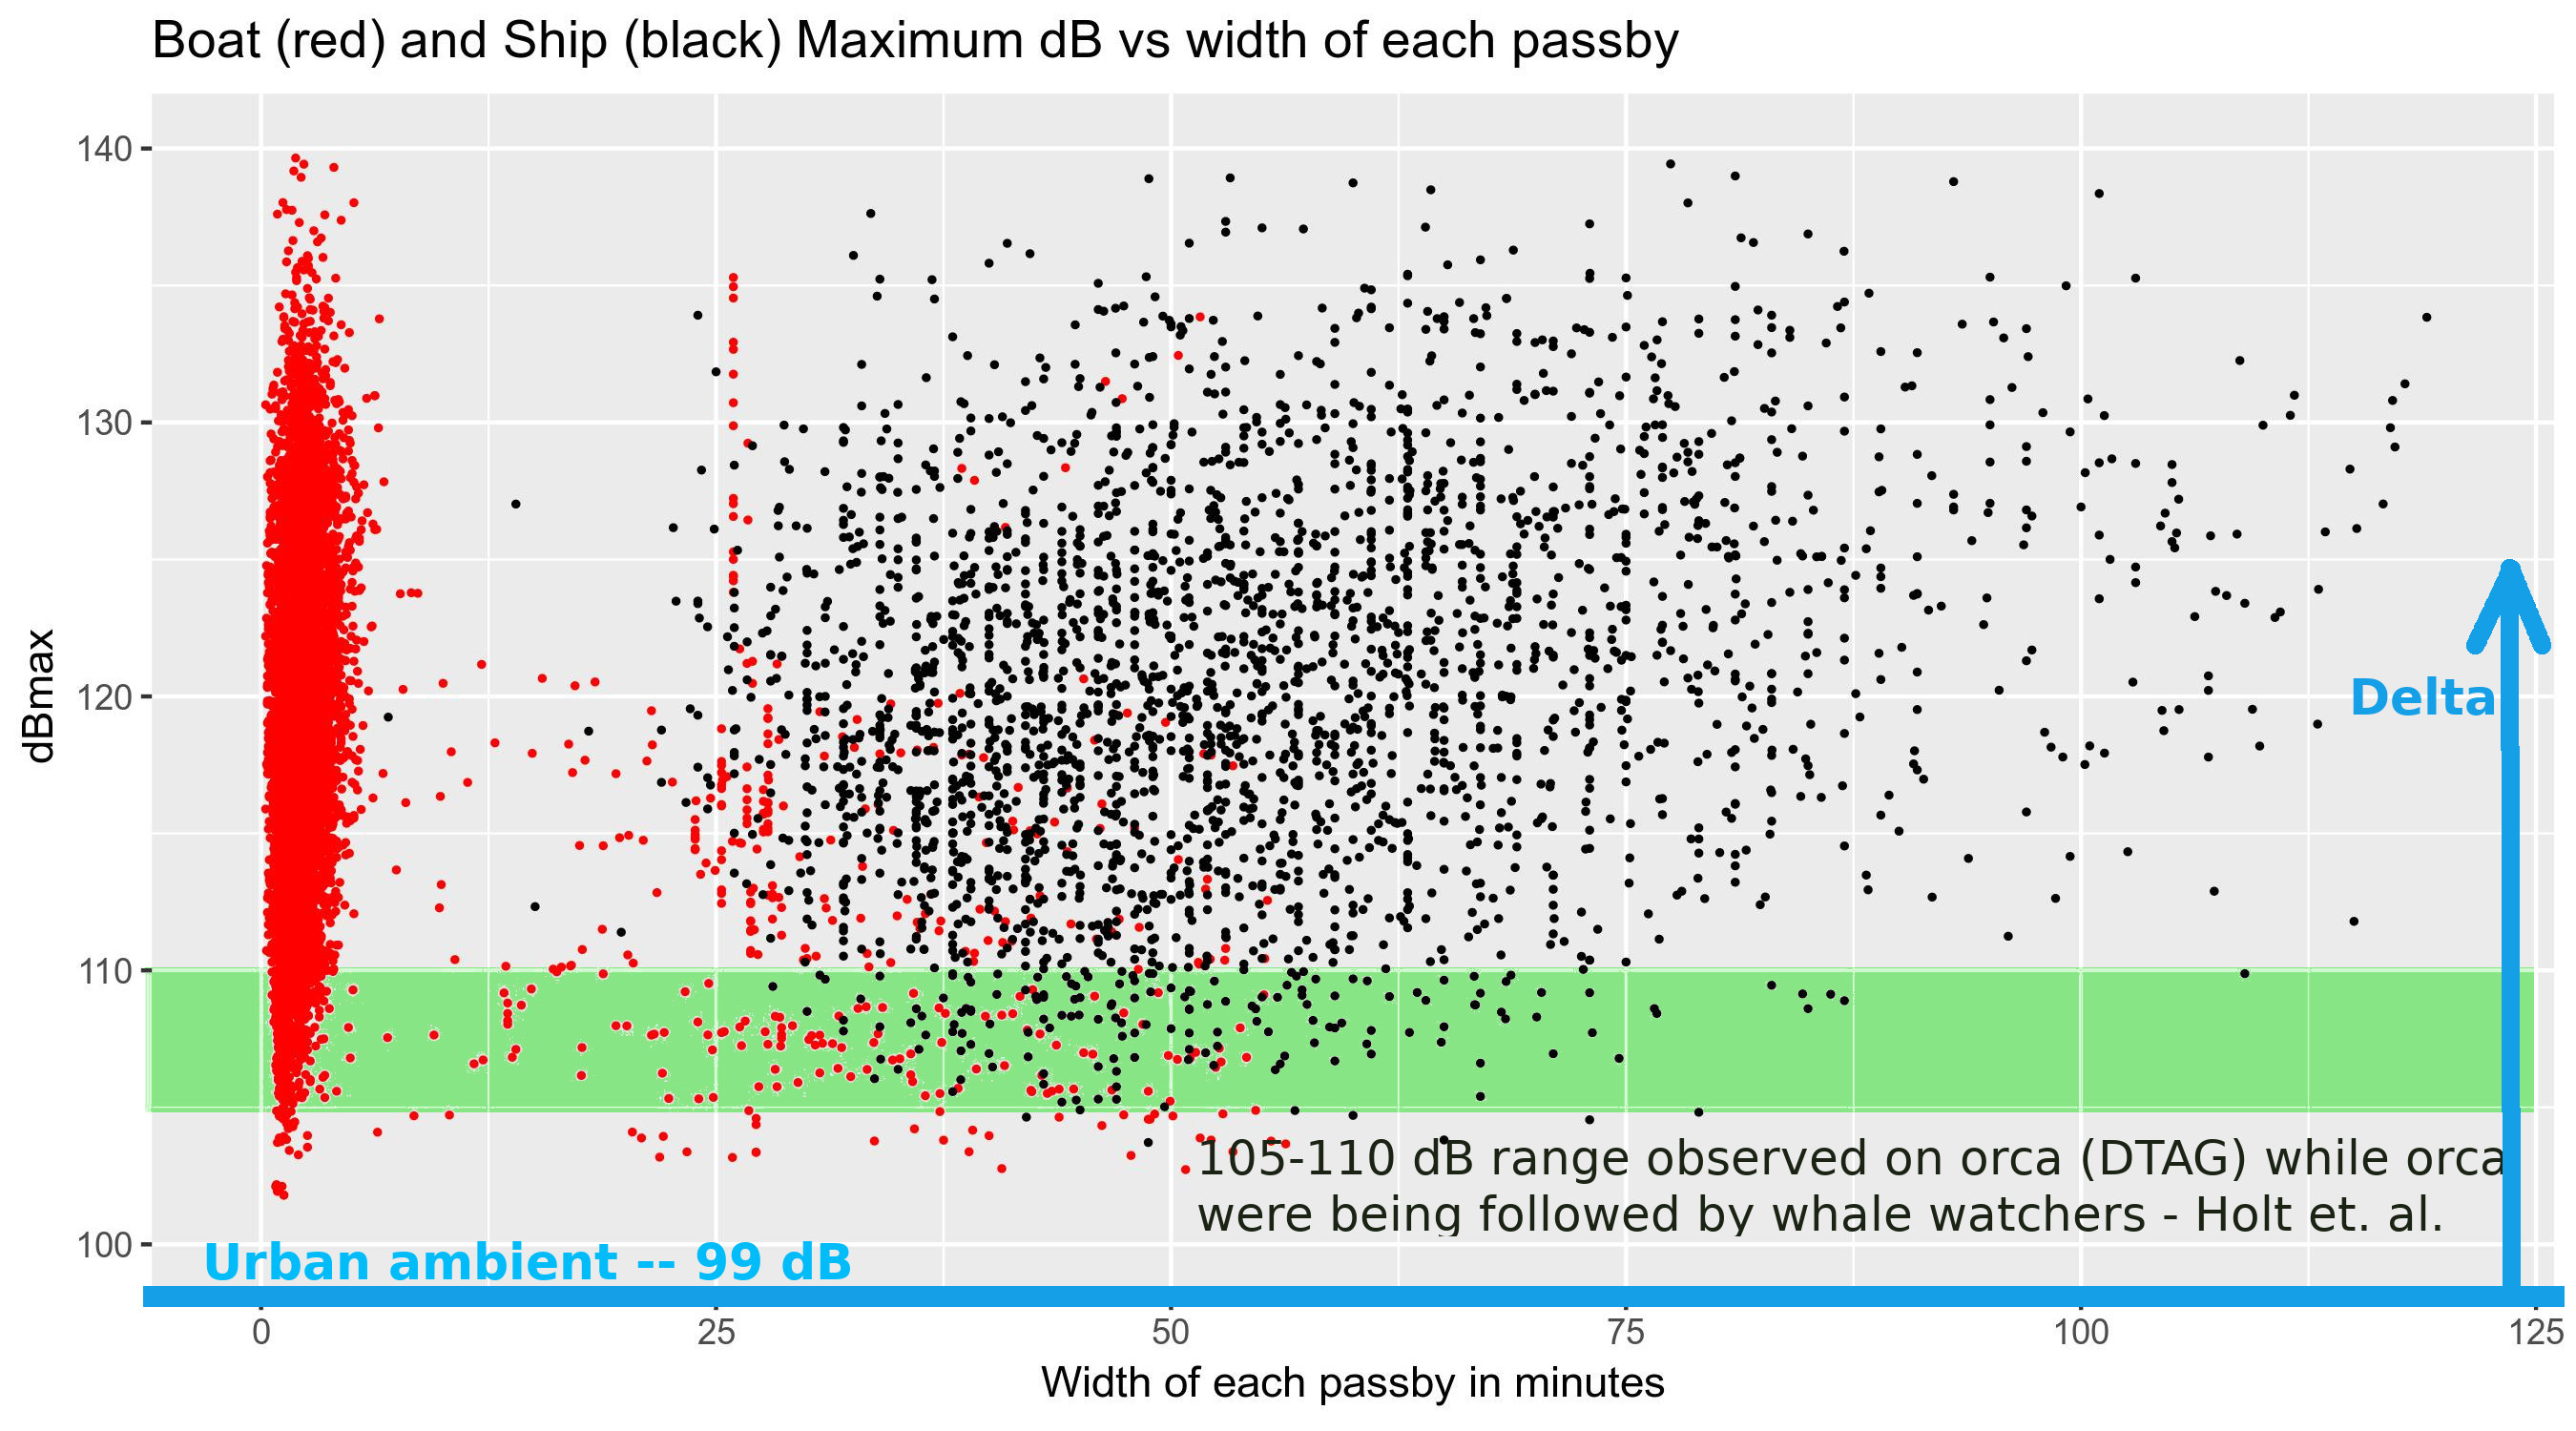 Boat (red) and Ship (black) Maximum dB vs width of each passby
140
130
120
110
100
dBmax
Delta
105-110 dB range observed on orca (DTAG) while orca
were being followed by whale watchers - Holt et. al.
Urban ambient -- 99 dB
0 25 50 75 100 125
Width of each passby in minutes